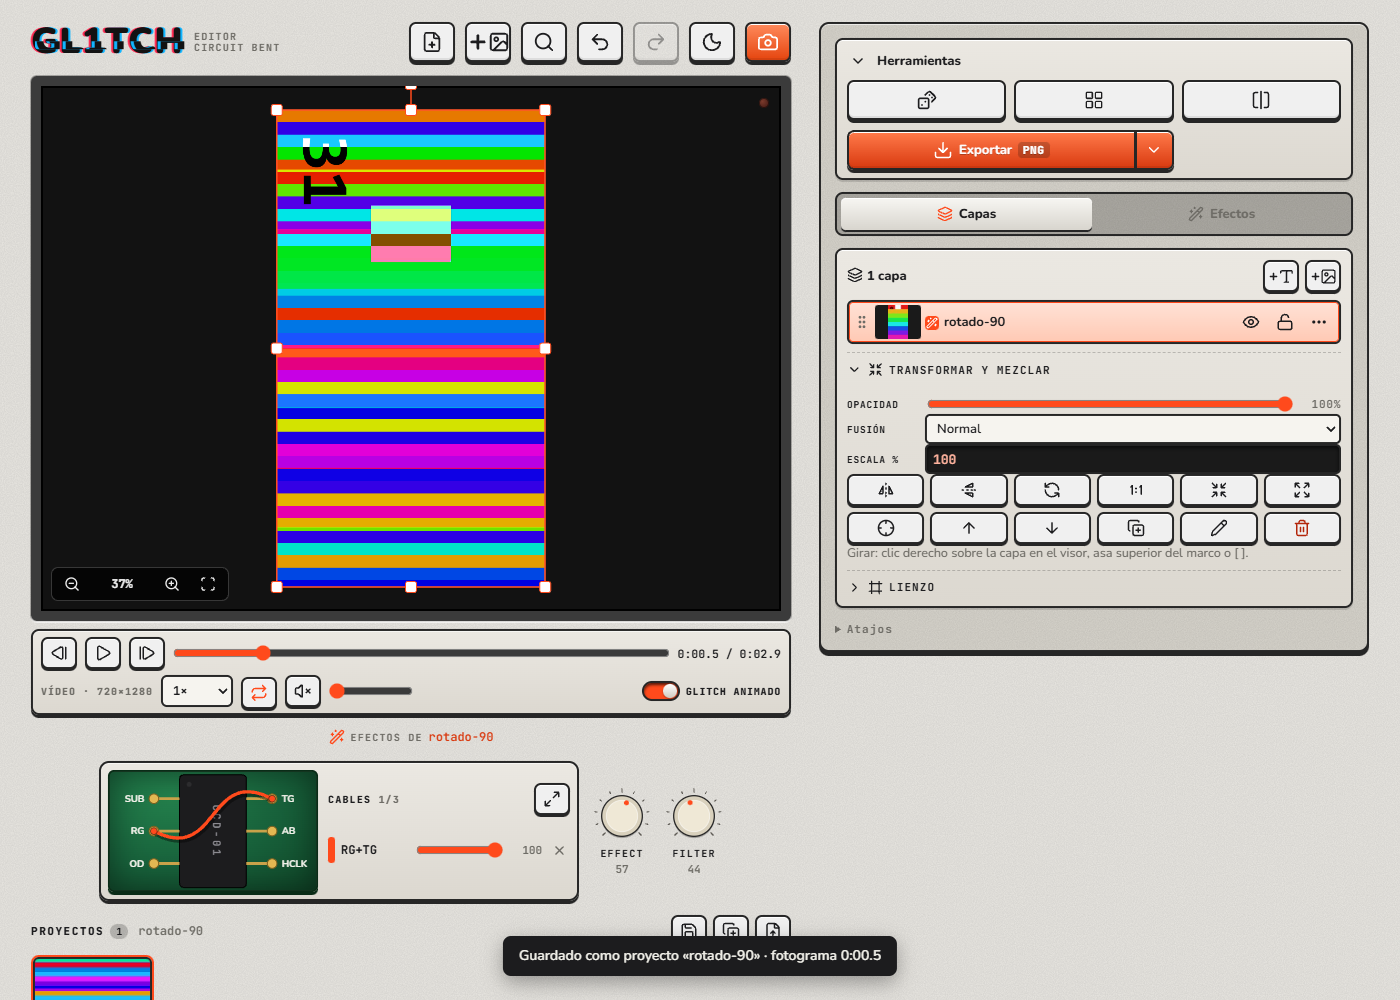 GL1TCH
EDITOR
CIRCUIT BENT
31
37%
0:00.5 / 0:02.9
VÍDEO · 720×1280
1×
GLITCH ANIMADO
EFECTOS DE rotado-90
SUB
RG
OD
CCD-01
TG
AB
HCLK
CABLES 1/3
RG+TG
100
EFFECT
57
FILTER
44
PROYECTOS 1 rotado-90
Herramientas
Exportar PNG
Capas
Efectos
1 capa
+T
rotado-90
TRANSFORMAR Y MEZCLAR
OPACIDAD
100%
FUSIÓN
Normal
ESCALA %
100
1:1
Girar: clic derecho sobre la capa en el visor, asa superior del marco o [ ].
LIENZO
Atajos
Guardado como proyecto «rotado-90» · fotograma 0:00.5